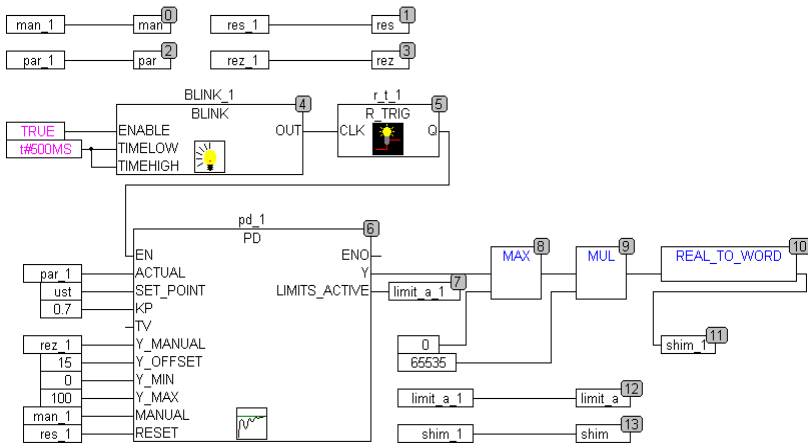 man_1 man 0 res_1 res 1
par_1 par 2 rez_1 rez 3
BLINK_1 r_t_1
BLINK 4 R_TRIG 5
TRUE ENABLE OUT CLK Q
t#500MS TIMELOW
TIMEHIGH
pd_1
PD 6
EN ENO MAX 8 MUL 9 REAL_TO_WORD 10
par_1 ACTUAL Y
ust SET_POINT LIMITS_ACTIVE limit_a_1 7
0.7 KP
TV
rez_1 Y_MANUAL 0 shim_1 11
15 Y_OFFSET 65535
0 Y_MIN
100 Y_MAX limit_a_1 limit_a 12
man_1 MANUAL
res_1 RESET shim_1 shim 13